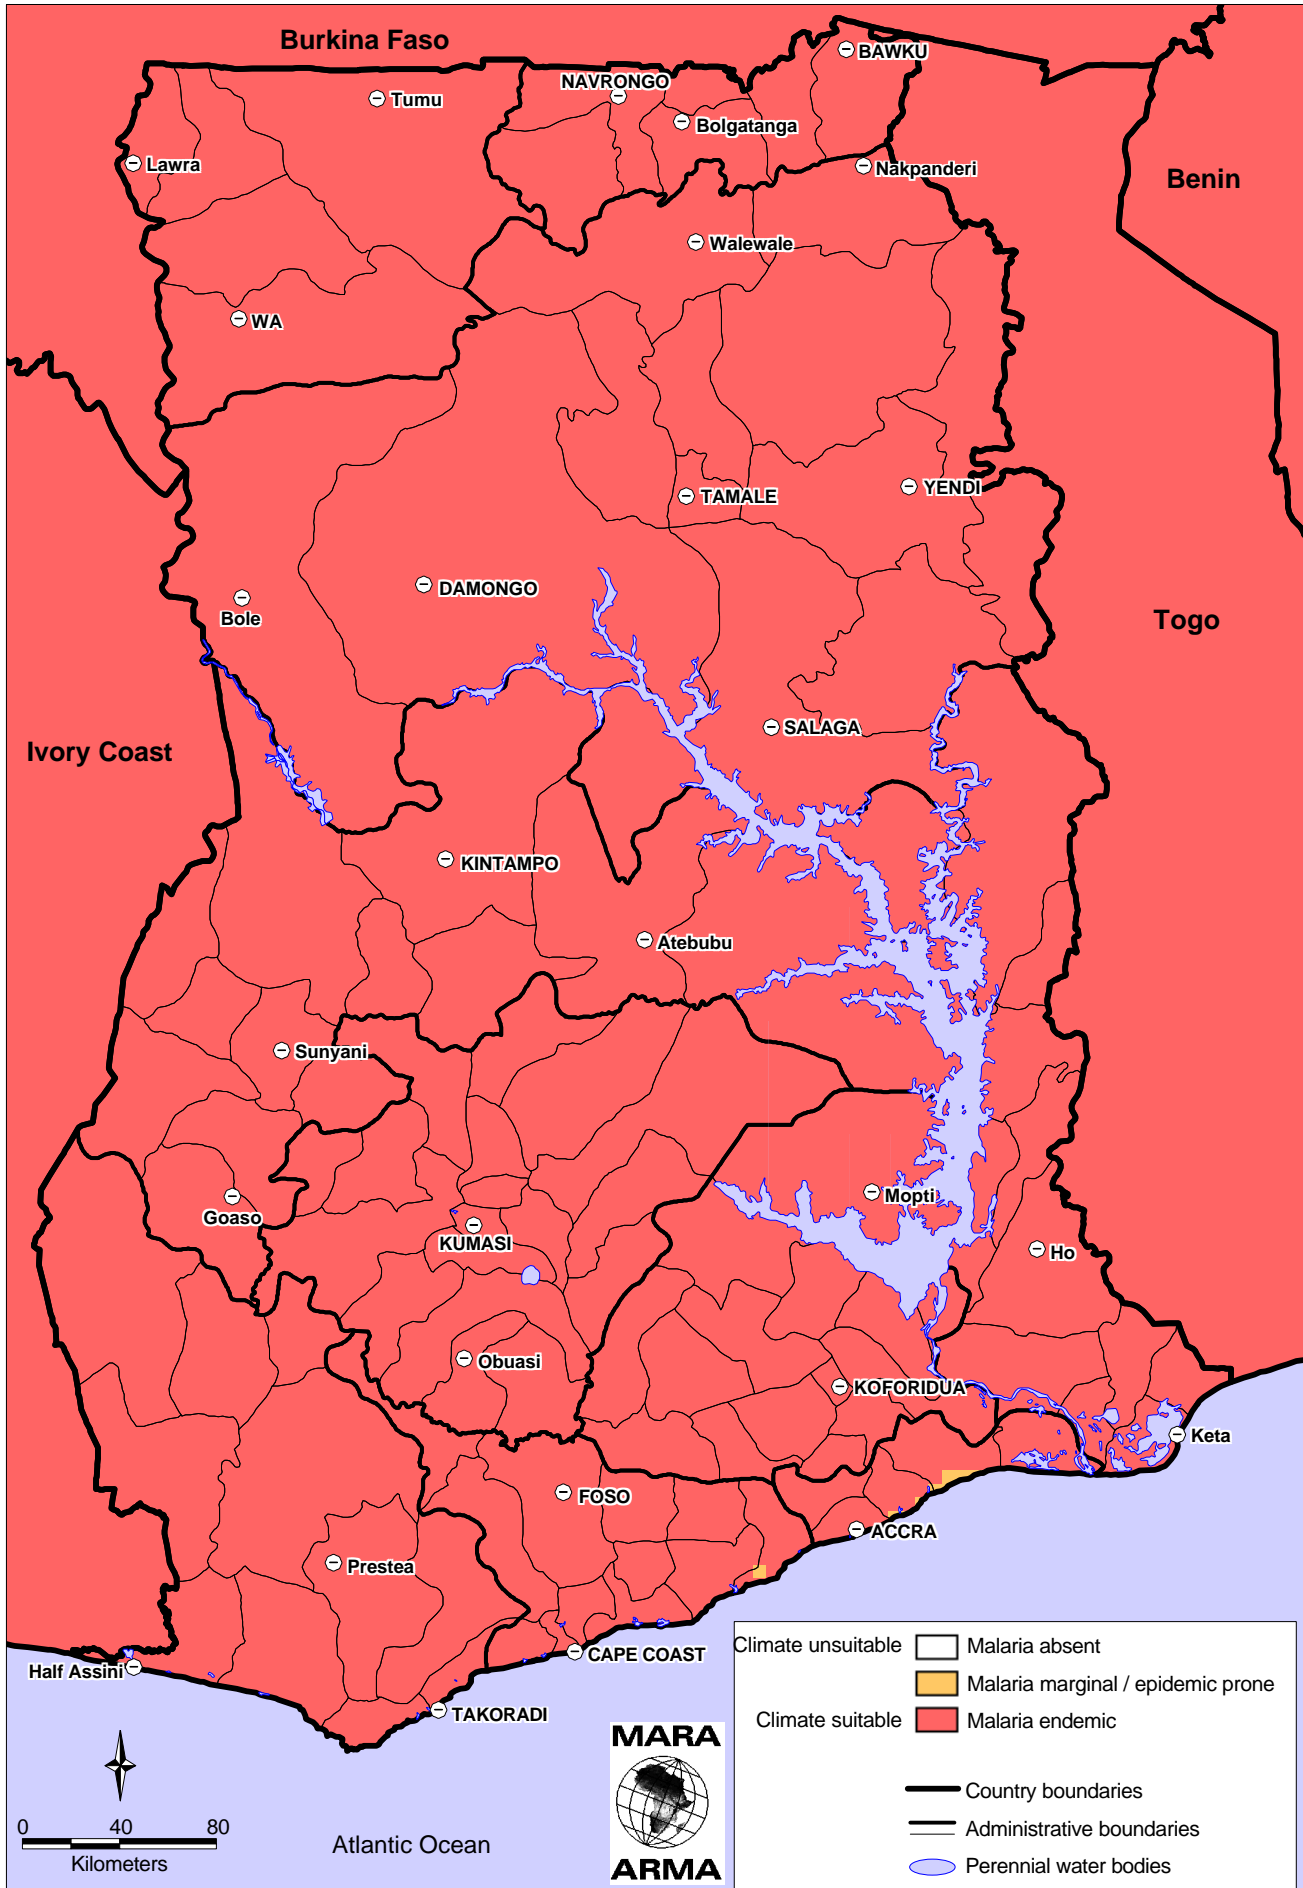 Burkina Faso
BAWKU
NAVRONGO
Tumu
Bolgatanga
Lawra
Nakpanderi
Benin
Walewale
WA
YENDI
TAMALE
DAMONGO
Bole
Togo
SALAGA
Ivory Coast
KINTAMPO
Atebubu
Sunyani
Mopti
Goaso
KUMASI
Ho
Obuasi
KOFORIDUA
Keta
FOSO
ACCRA
Prestea
CAPE COAST
Half Assini
TAKORADI
Climate unsuitable Malaria absent
Malaria marginal / epidemic prone
Climate suitable Malaria endemic
Country boundaries
Administrative boundaries
Perennial water bodies
MARA
ARMA
0 40 80
Kilometers
Atlantic Ocean